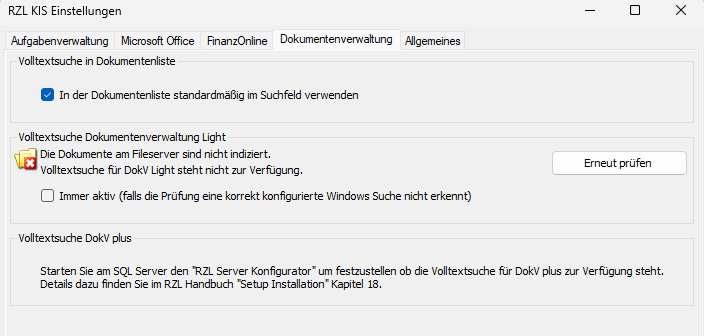 RZL KIS Einstellungen
Aufgabenverwaltung Microsoft Office FinanzOnline Dokumentenverwaltung Allgemeines
Volltextsuche in Dokumentenliste
In der Dokumentenliste standardmäßig im Suchfeld verwenden
Volltextsuche Dokumentenverwaltung Light
Die Dokumente am Fileserver sind nicht indiziert.
Volltextsuche für DokV Light steht nicht zur Verfügung.
Erneut prüfen
Immer aktiv (falls die Prüfung eine korrekt konfigurierte Windows Suche nicht erkennt)
Volltextsuche DokV plus
Starten Sie am SQL Server den "RZL Server Konfigurator" um festzustellen ob die Volltextsuche für DokV plus zur Verfügung steht.
Details dazu finden Sie im RZL Handbuch "Setup Installation" Kapitel 18.